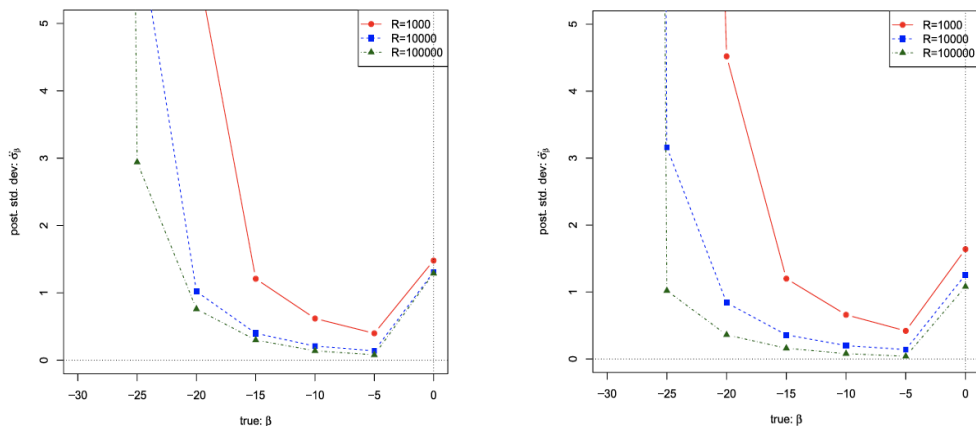 5
4
3
2
1
0
post. std. dev: σ̈β
R=1000
R=10000
R=100000
−30 −25 −20 −15 −10 −5 0
true: β
5
4
3
2
1
0
post. std. dev: σ̈β
R=1000
R=10000
R=100000
−30 −25 −20 −15 −10 −5 0
true: β